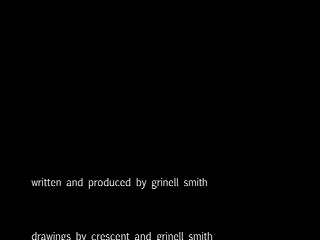 written and produced by grinell smith
drawings by crescent and grinell smith